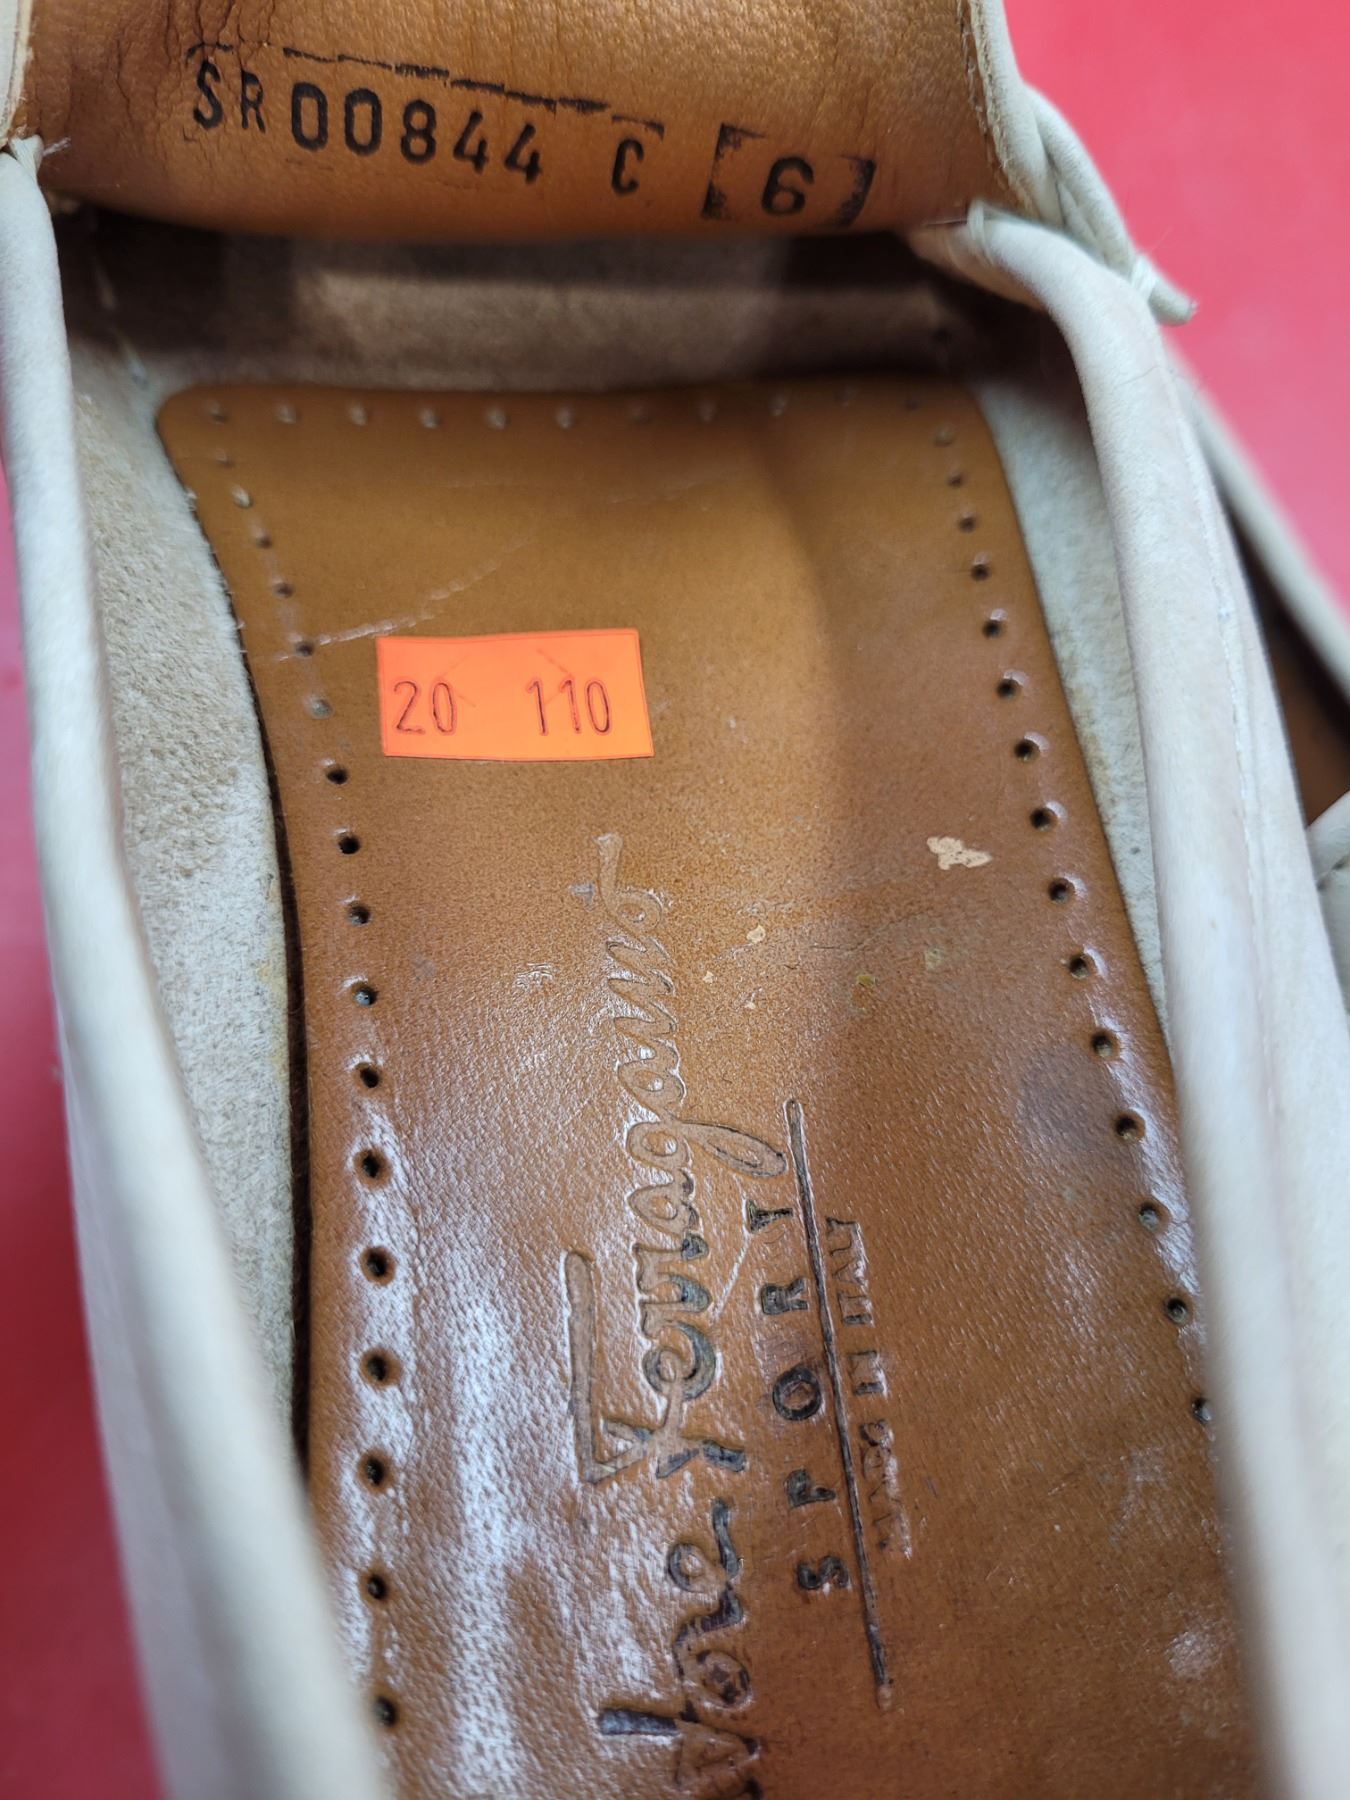 SR00844 C [6]
20 110
Salvatore Ferragamo
SPORT
MADE IN ITALY